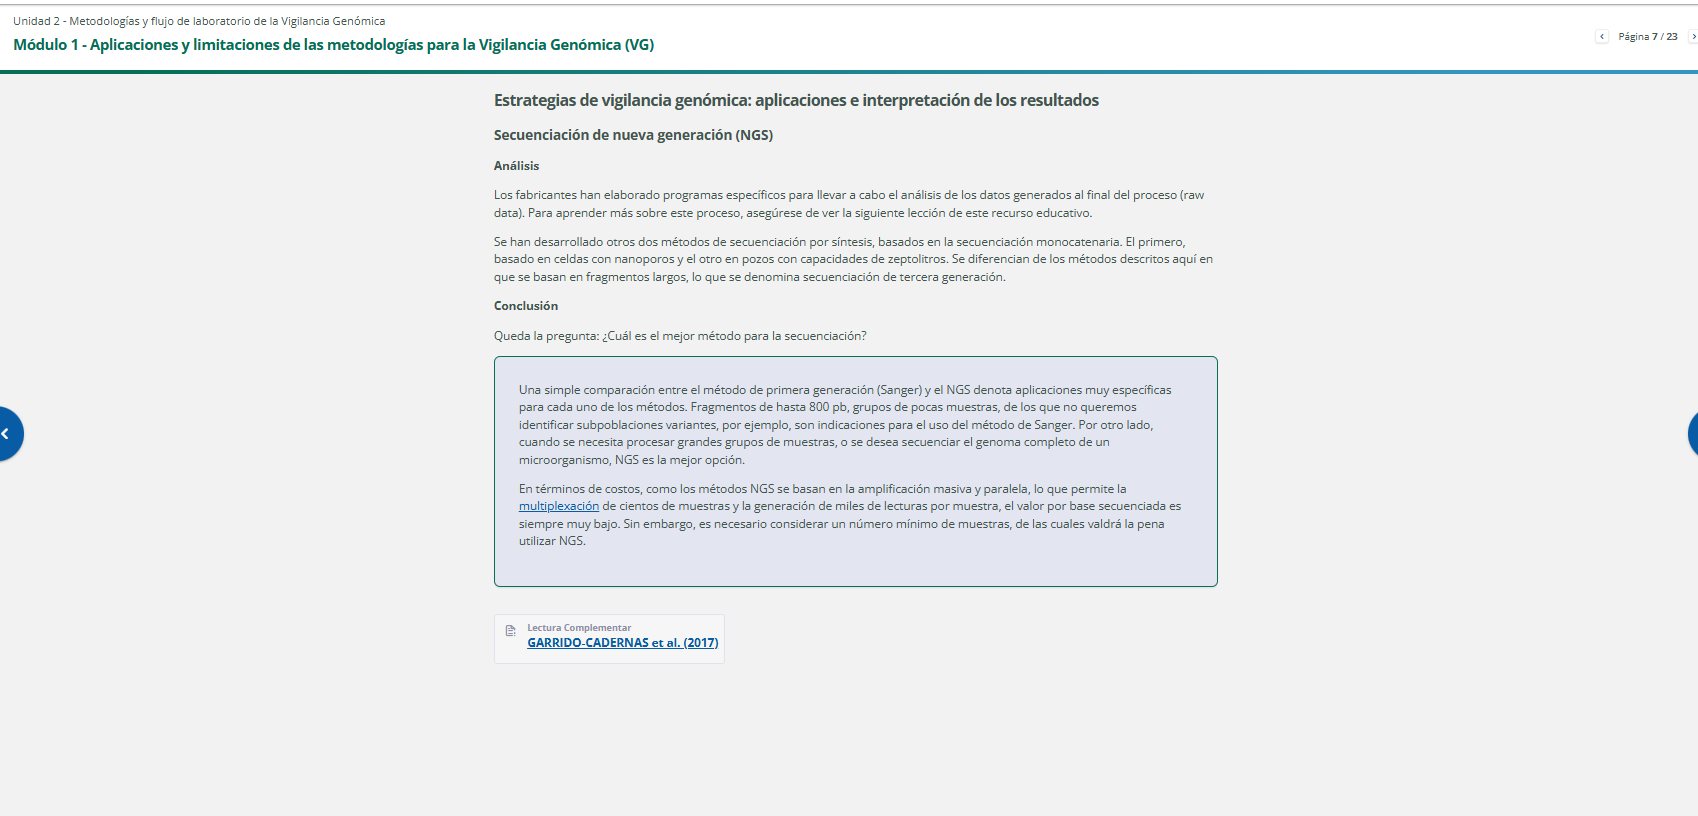 Unidad 2 - Metodologías y flujo de laboratorio de la Vigilancia Genómica
Módulo 1 - Aplicaciones y limitaciones de las metodologías para la Vigilancia Genómica (VG)
Página 7 / 23
Estrategias de vigilancia genómica: aplicaciones e interpretación de los resultados
Secuenciación de nueva generación (NGS)
Análisis
Los fabricantes han elaborado programas específicos para llevar a cabo el análisis de los datos generados al final del proceso (raw
data). Para aprender más sobre este proceso, asegúrese de ver la siguiente lección de este recurso educativo.
Se han desarrollado otros dos métodos de secuenciación por síntesis, basados en la secuenciación monocatenaria. El primero,
basado en celdas con nanoporos y el otro en pozos con capacidades de zeptolitros. Se diferencian de los métodos descritos aquí en
que se basan en fragmentos largos, lo que se denomina secuenciación de tercera generación.
Conclusión
Queda la pregunta: ¿Cuál es el mejor método para la secuenciación?
Una simple comparación entre el método de primera generación (Sanger) y el NGS denota aplicaciones muy específicas
para cada uno de los métodos. Fragmentos de hasta 800 pb, grupos de pocas muestras, de los que no queremos
identificar subpoblaciones variantes, por ejemplo, son indicaciones para el uso del método de Sanger. Por otro lado,
cuando se necesita procesar grandes grupos de muestras, o se desea secuenciar el genoma completo de un
microorganismo, NGS es la mejor opción.
En términos de costos, como los métodos NGS se basan en la amplificación masiva y paralela, lo que permite la
multiplexación de cientos de muestras y la generación de miles de lecturas por muestra, el valor por base secuenciada es
siempre muy bajo. Sin embargo, es necesario considerar un número mínimo de muestras, de las cuales valdrá la pena
utilizar NGS.
Lectura Complementar
GARRIDO-CADERNAS et al. (2017)